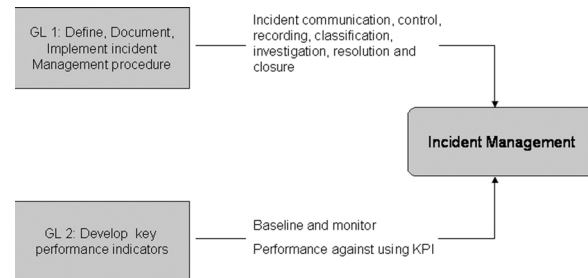 GL 1: Define, Document,
Implement incident
Management procedure
Incident communication, control,
recording, classification,
investigation, resolution and
closure
Incident Management
GL 2: Develop key
performance indicators
Baseline and monitor
Performance against using KPI